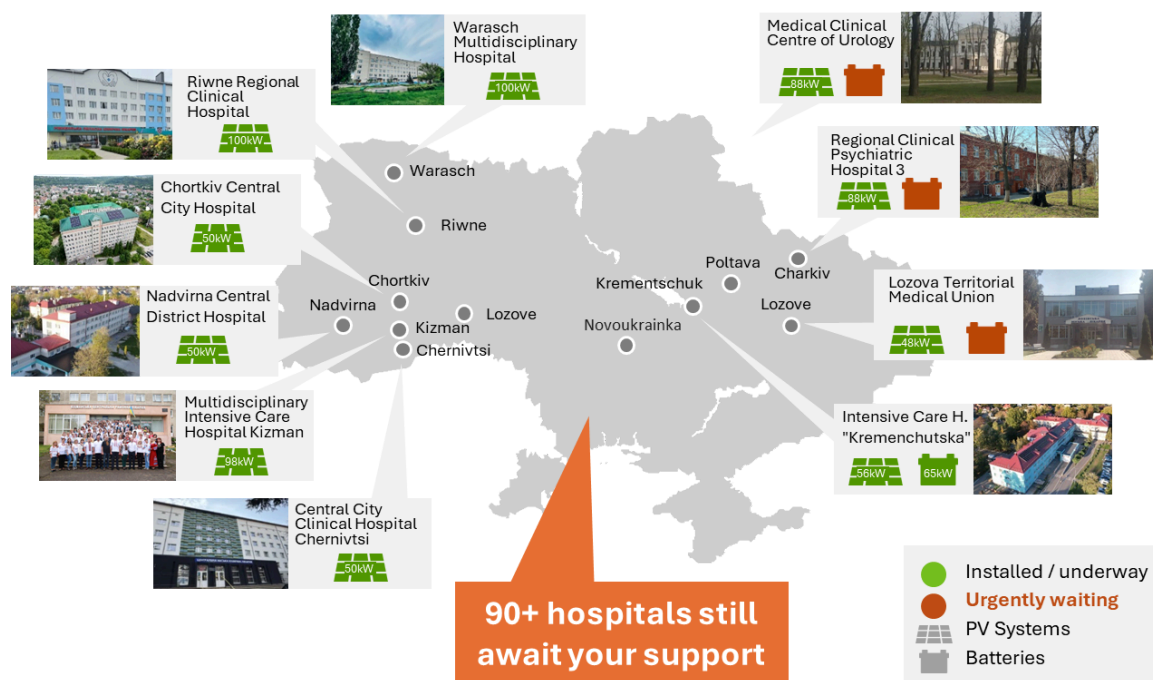 Warasch
Multidisciplinary
Hospital
100kW
Medical Clinical
Centre of Urology
88kW
Riwne Regional
Clinical
Hospital
100kW
Regional Clinical
Psychiatric
Hospital 3
88kW
Chortkiv Central
City Hospital
50kW
Warasch
Riwne
Chortkiv
Nadvirna
Kizman
Chernivtsi
Lozove
Krementschuk
Poltava
Charkiv
Lozove
Novoukrainka
Lozova Territorial
Medical Union
48kW
Nadvirna Central
District Hospital
50kW
Multidisciplinary
Intensive Care
Hospital Kizman
98kW
Intensive Care H.
"Kremenchutska"
56kW
65kW
Central City
Clinical Hospital
Chernivtsi
50kW
90+ hospitals still
await your support
Installed / underway
Urgently waiting
PV Systems
Batteries